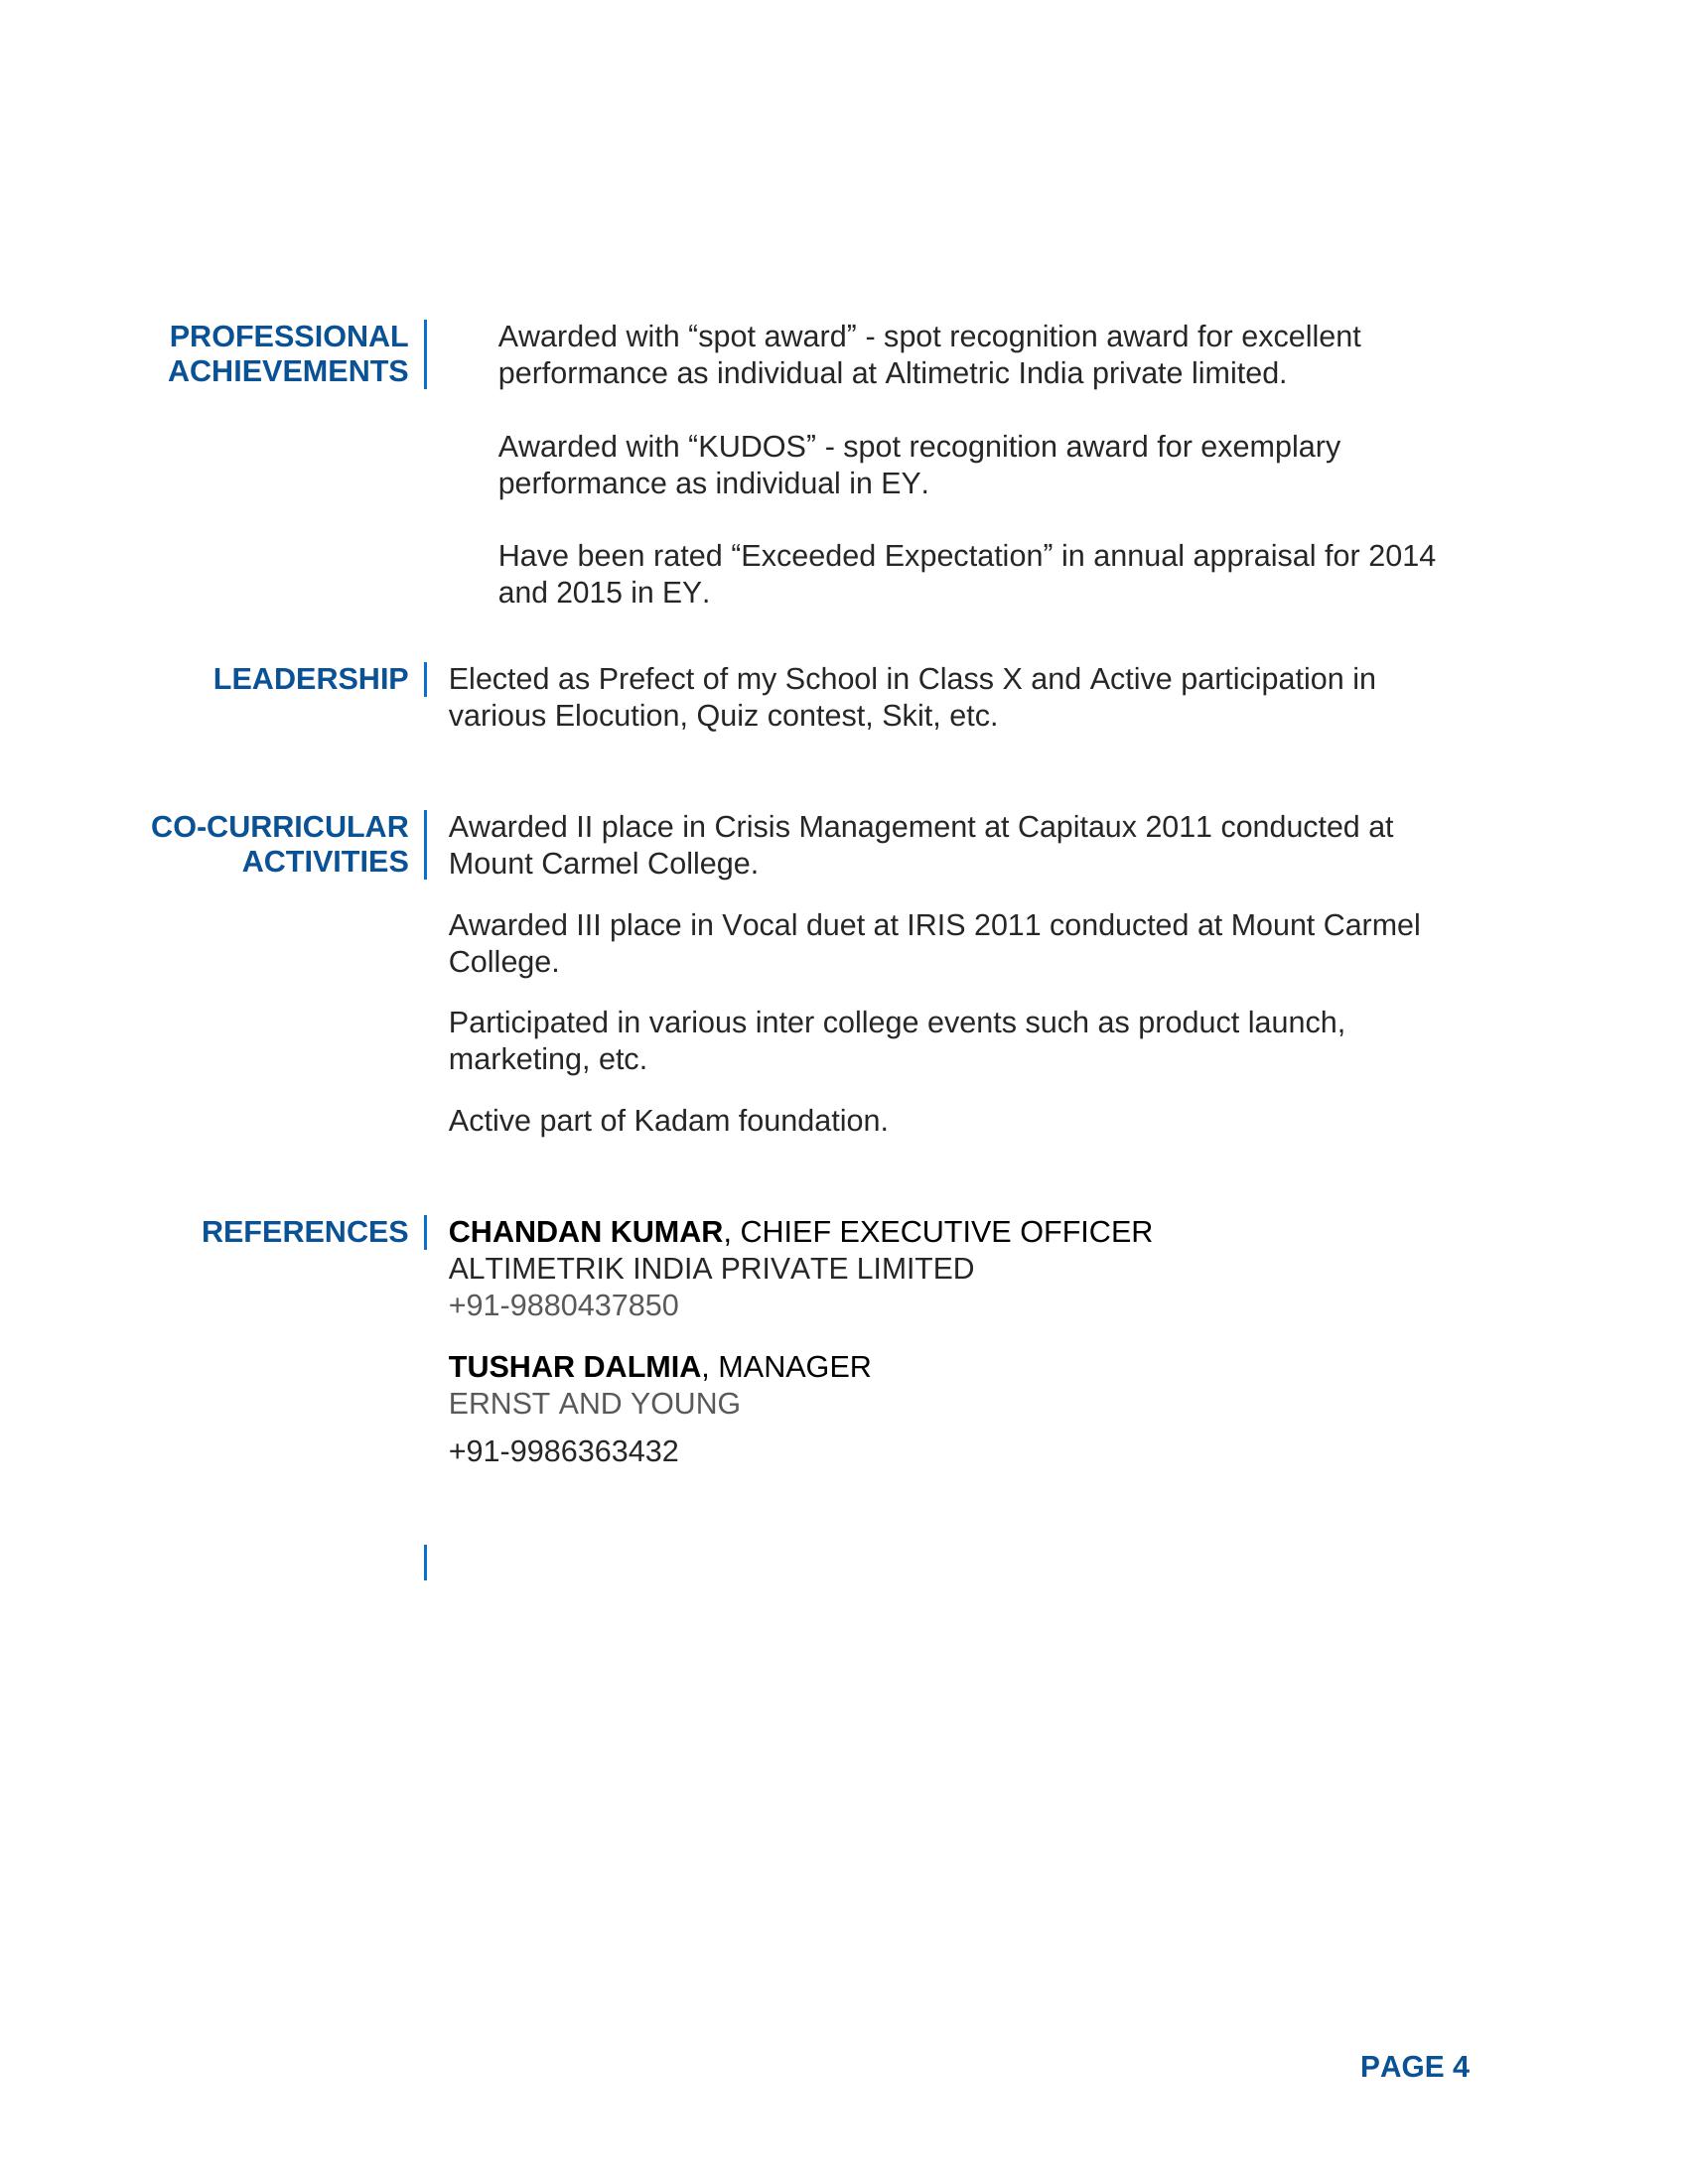 PROFESSIONAL
ACHIEVEMENTS
Awarded with “spot award” - spot recognition award for excellent
performance as individual at Altimetric India private limited.
Awarded with “KUDOS” - spot recognition award for exemplary
performance as individual in EY.
Have been rated “Exceeded Expectation” in annual appraisal for 2014
and 2015 in EY.
LEADERSHIP
Elected as Prefect of my School in Class X and Active participation in
various Elocution, Quiz contest, Skit, etc.
CO-CURRICULAR
ACTIVITIES
Awarded II place in Crisis Management at Capitaux 2011 conducted at
Mount Carmel College.
Awarded III place in Vocal duet at IRIS 2011 conducted at Mount Carmel
College.
Participated in various inter college events such as product launch,
marketing, etc.
Active part of Kadam foundation.
REFERENCES
CHANDAN KUMAR, CHIEF EXECUTIVE OFFICER
ALTIMETRIK INDIA PRIVATE LIMITED
+91-9880437850
TUSHAR DALMIA, MANAGER
ERNST AND YOUNG
+91-9986363432
PAGE 4